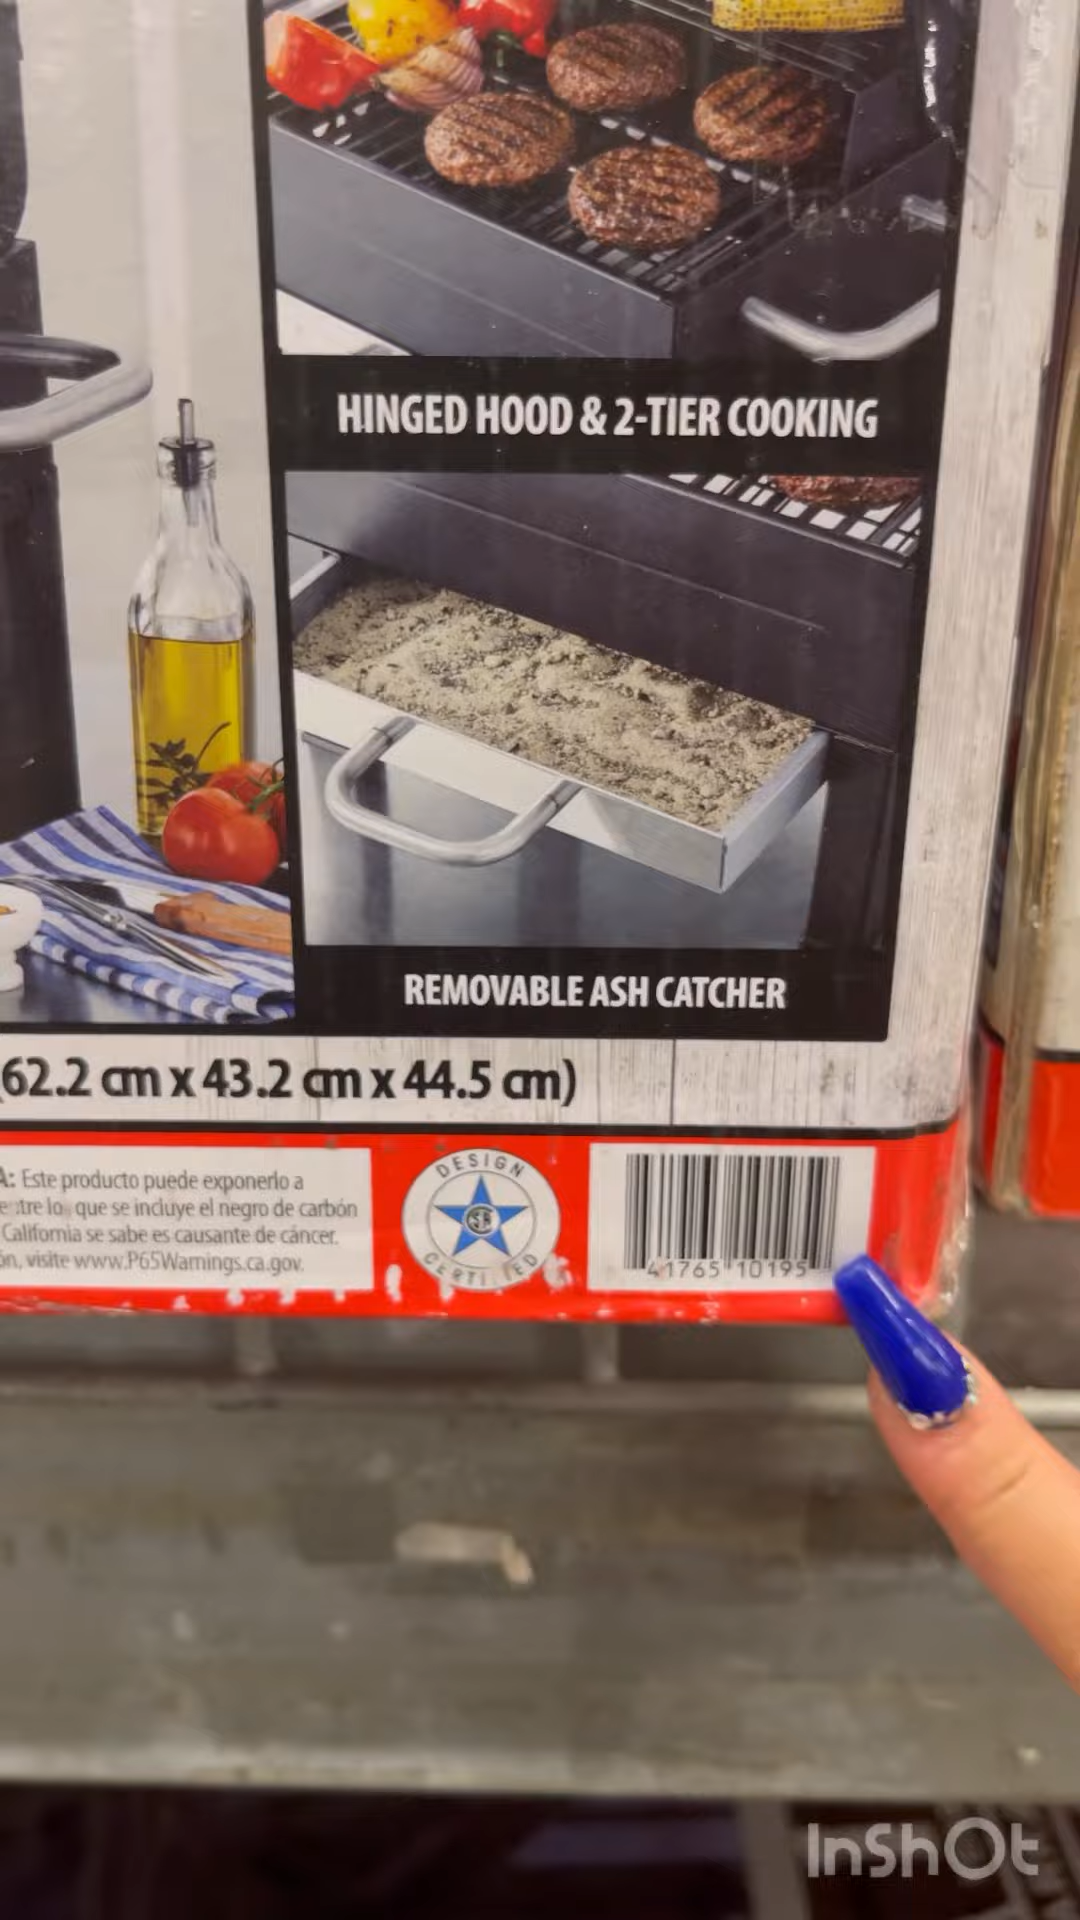 HINGED HOOD & 2-TIER COOKING
REMOVABLE ASH CATCHER
(62.2 cm x 43.2 cm x 44.5 cm)
A: Este producto puede exponerlo a
que se incluye el negro de carbón
California se sabe es causante de cáncer.
ón, visite www.P65Warnings.ca.gov.
DESIGN
CERTIFIED
41765 10195
InShOt